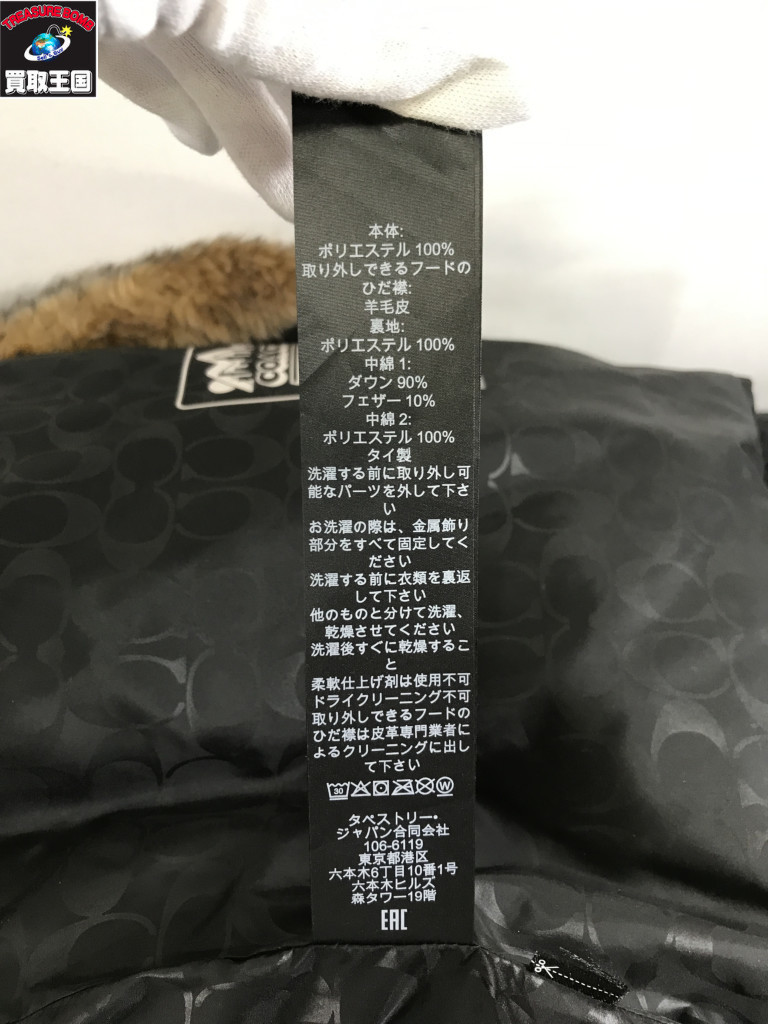 TREASURE BOMB
買取王国
本体:
ポリエステル 100%
取り外しできるフードの
ひだ襟:
羊毛皮
裏地:
ポリエステル 100%
中綿 1:
ダウン 90%
フェザー 10%
中綿 2:
ポリエステル 100%
タイ製
洗濯する前に取り外し可
能なパーツを外して下さ
い
お洗濯の際は、金属飾り
部分をすべて固定してく
ださい
洗濯する前に衣類を裏返
して下さい
他のものと分けて洗濯、
乾燥させてください
洗濯後すぐに乾燥するこ
と
柔軟仕上げ剤は使用不可
ドライクリーニング不可
取り外しできるフードの
ひだ襟は皮革専門業者に
よるクリーニングに出し
て下さい
30
W
タペストリー•
ジャパン合同会社
106-6119
東京都港区
六本木6丁目10番1号
六本木ヒルズ
森タワー19階
EAC